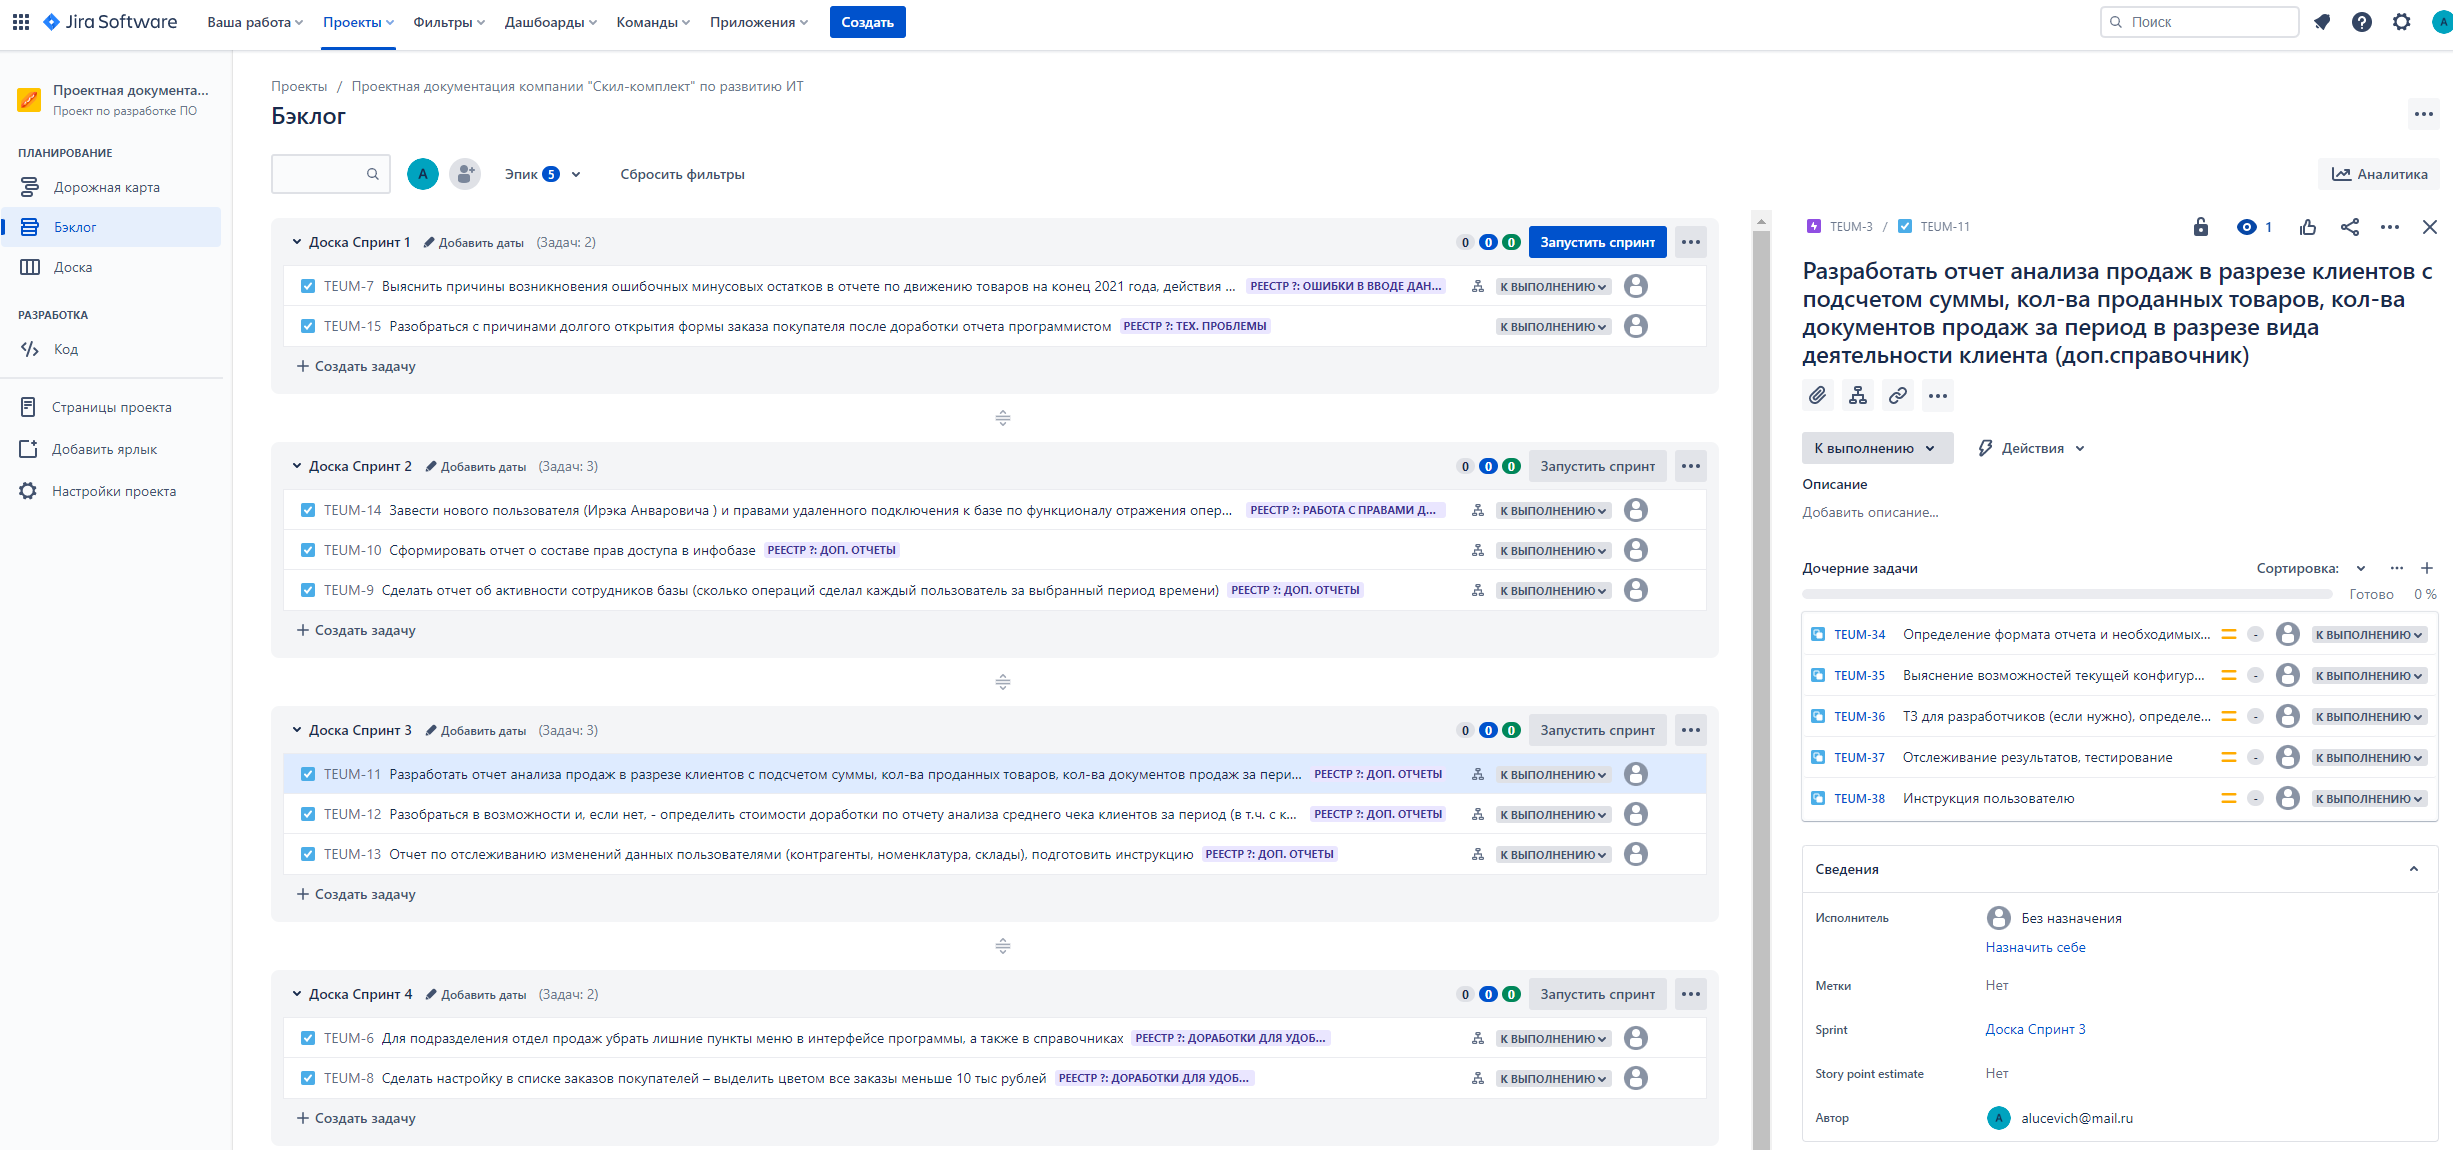 Jira Software
Ваша работа
Проекты
Фильтры
Дашбоарды
Команды
Приложения
Создать
Поиск
A
Проектная документа...
Проект по разработке ПО
ПЛАНИРОВАНИЕ
Дорожная карта
Бэклог
Доска
РАЗРАБОТКА
Код
Страницы проекта
Добавить ярлык
Настройки проекта
Проекты / Проектная документация компании "Скил-комплект" по развитию ИТ
Бэклог
A
Эпик 5
Сбросить фильтры
Аналитика
Доска Спринт 1 Добавить даты (Задач: 2) 0 0 0 Запустить спринт
TEUM-7 Выяснить причины возникновения ошибочных минусовых остатков в отчете по движению товаров на конец 2021 года, действия ... РЕЕСТР ?: ОШИБКИ В ВВОДЕ ДАН... К ВЫПОЛНЕНИЮ
TEUM-15 Разобраться с причинами долгого открытия формы заказа покупателя после доработки отчета программистом РЕЕСТР ?: ТЕХ. ПРОБЛЕМЫ К ВЫПОЛНЕНИЮ
Создать задачу
Доска Спринт 2 Добавить даты (Задач: 3) 0 0 0 Запустить спринт
TEUM-14 Завести нового пользователя (Ирэка Анваровича ) и правами удаленного подключения к базе по функционалу отражения опер... РЕЕСТР ?: РАБОТА С ПРАВАМИ Д... К ВЫПОЛНЕНИЮ
TEUM-10 Сформировать отчет о составе прав доступа в инфобазе РЕЕСТР ?: ДОП. ОТЧЕТЫ К ВЫПОЛНЕНИЮ
TEUM-9 Сделать отчет об активности сотрудников базы (сколько операций сделал каждый пользователь за выбранный период времени) РЕЕСТР ?: ДОП. ОТЧЕТЫ К ВЫПОЛНЕНИЮ
Создать задачу
Доска Спринт 3 Добавить даты (Задач: 3) 0 0 0 Запустить спринт
TEUM-11 Разработать отчет анализа продаж в разрезе клиентов с подсчетом суммы, кол-ва проданных товаров, кол-ва документов продаж за пери... РЕЕСТР ?: ДОП. ОТЧЕТЫ К ВЫПОЛНЕНИЮ
TEUM-12 Разобраться в возможности и, если нет, - определить стоимости доработки по отчету анализа среднего чека клиентов за период (в т.ч. с к... РЕЕСТР ?: ДОП. ОТЧЕТЫ К ВЫПОЛНЕНИЮ
TEUM-13 Отчет по отслеживанию изменений данных пользователями (контрагенты, номенклатура, склады), подготовить инструкцию РЕЕСТР ?: ДОП. ОТЧЕТЫ К ВЫПОЛНЕНИЮ
Создать задачу
Доска Спринт 4 Добавить даты (Задач: 2) 0 0 0 Запустить спринт
TEUM-6 Для подразделения отдел продаж убрать лишние пункты меню в интерфейсе программы, а также в справочниках РЕЕСТР ?: ДОРАБОТКИ ДЛЯ УДОБ... К ВЫПОЛНЕНИЮ
TEUM-8 Сделать настройку в списке заказов покупателей – выделить цветом все заказы меньше 10 тыс рублей РЕЕСТР ?: ДОРАБОТКИ ДЛЯ УДОБ... К ВЫПОЛНЕНИЮ
Создать задачу
TEUM-3 / TEUM-11
1
Разработать отчет анализа продаж в разрезе клиентов с
подсчетом суммы, кол-ва проданных товаров, кол-ва
документов продаж за период в разрезе вида
деятельности клиента (доп.справочник)
К выполнению
Действия
Описание
Добавить описание...
Дочерние задачи
Сортировка:
Готово 0 %
TEUM-34 Определение формата отчета и необходимых... - К ВЫПОЛНЕНИЮ
TEUM-35 Выяснение возможностей текущей конфигур... - К ВЫПОЛНЕНИЮ
TEUM-36 ТЗ для разработчиков (если нужно), определе... - К ВЫПОЛНЕНИЮ
TEUM-37 Отслеживание результатов, тестирование - К ВЫПОЛНЕНИЮ
TEUM-38 Инструкция пользователю - К ВЫПОЛНЕНИЮ
Сведения
Исполнитель Без назначения
Назначить себе
Метки Нет
Sprint Доска Спринт 3
Story point estimate Нет
Автор A alucevich@mail.ru